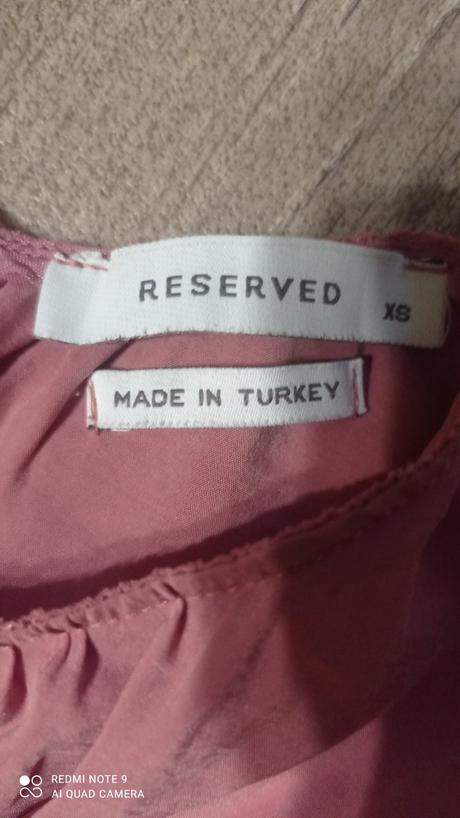 RESERVED
XS
MADE IN TURKEY
REDMI NOTE 9
AI QUAD CAMERA